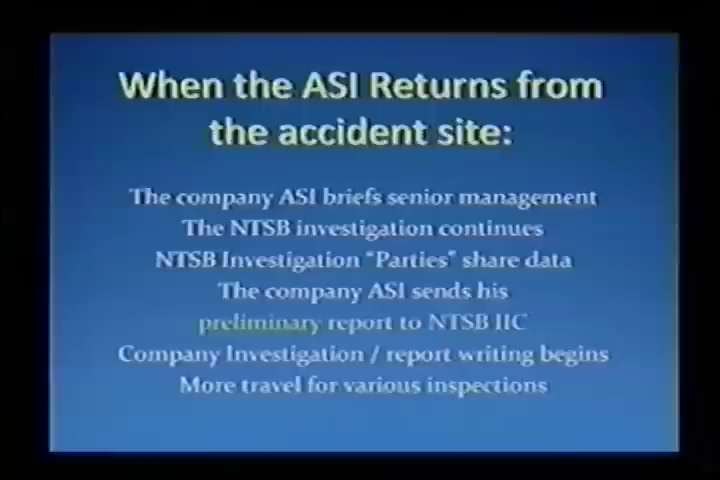 When the ASI Returns from
the accident site:
The company ASI briefs senior management
The NTSB investigation continues
NTSB Investigation “Parties” share data
The company ASI sends his
preliminary report to NTSB IIC
Company Investigation / report writing begins
More travel for various inspections